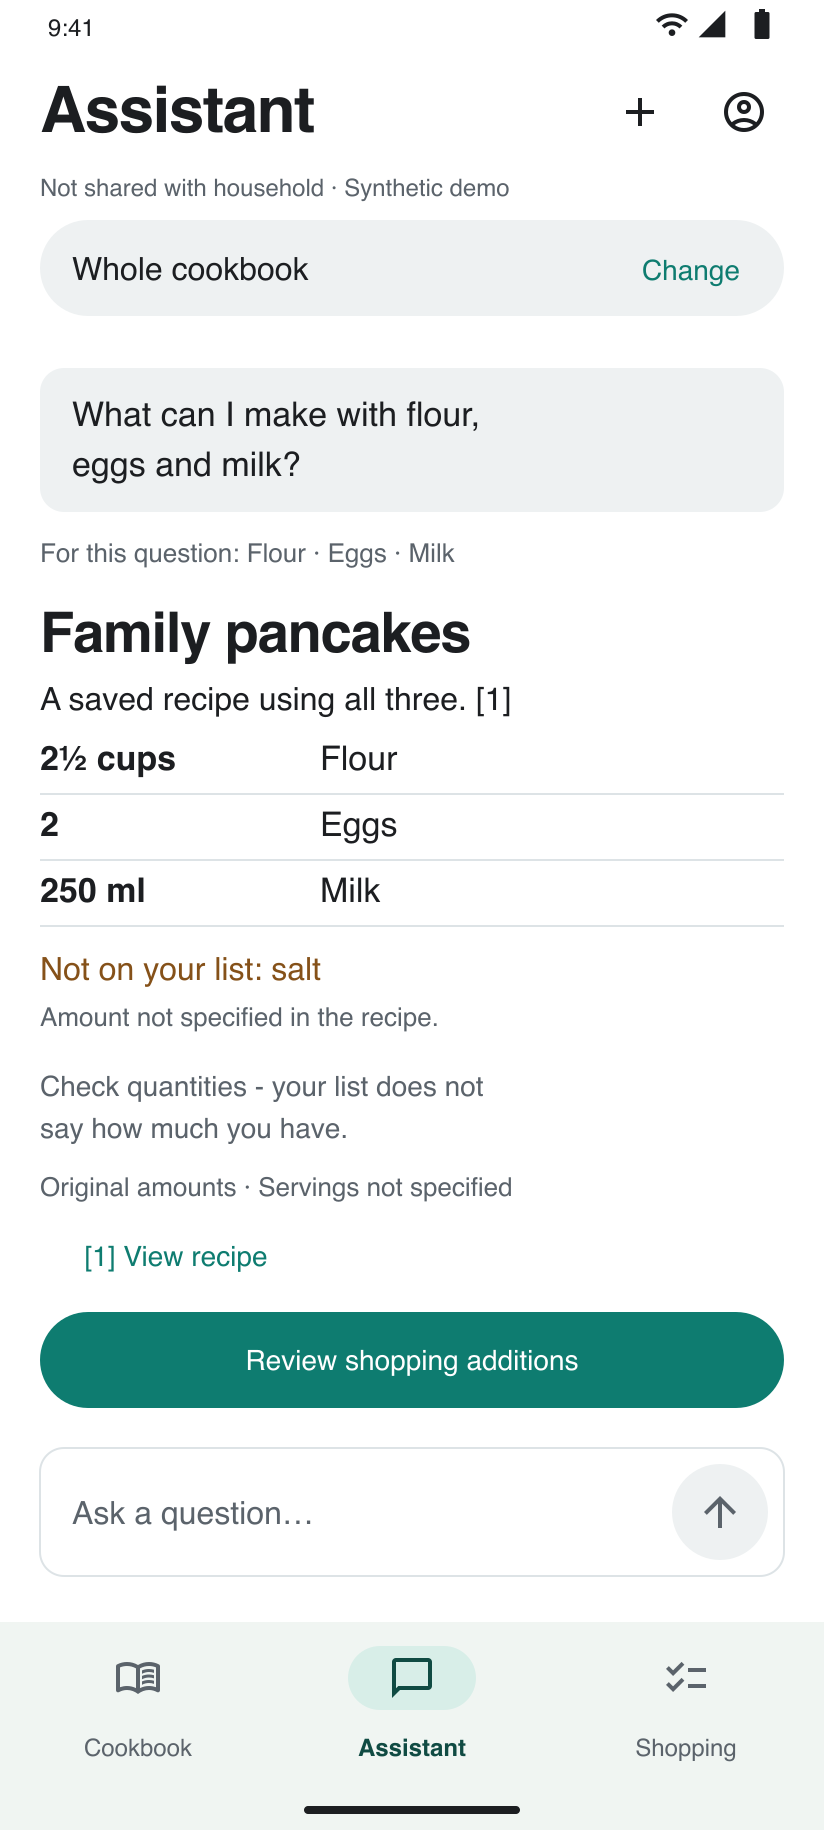 9:41
Assistant
Not shared with household · Synthetic demo
Whole cookbook
Change
What can I make with flour,
eggs and milk?
For this question: Flour · Eggs · Milk
Family pancakes
A saved recipe using all three. [1]
2½ cups Flour
2 Eggs
250 ml Milk
Not on your list: salt
Amount not specified in the recipe.
Check quantities - your list does not
say how much you have.
Original amounts · Servings not specified
[1] View recipe
Review shopping additions
Ask a question…
Cookbook
Assistant
Shopping